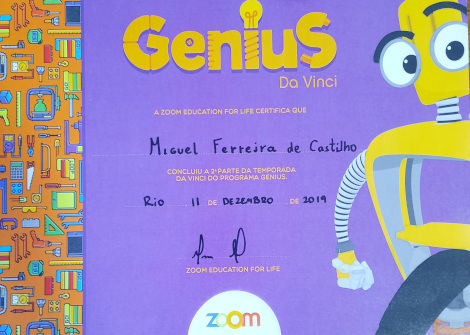 GeniuS
Da Vinci
A ZOOM EDUCATION FOR LIFE CERTIFICA QUE
Miguel Ferreira de Castilho
CONCLUIU A 2ª PARTE DA TEMPORADA
DA VINCI DO PROGRAMA GENIUS.
Rio 11 DE DEZEMBRO DE 2019
ZOOM EDUCATION FOR LIFE
zoom